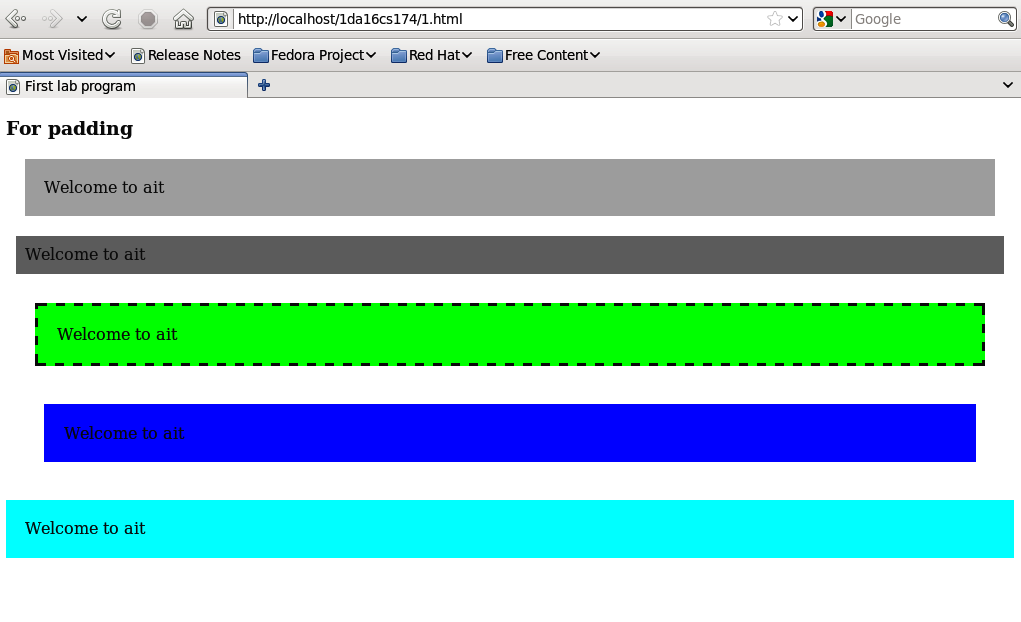 http://localhost/1da16cs174/1.html Google
Most Visited Release Notes Fedora Project Red Hat Free Content
First lab program
For padding
Welcome to ait
Welcome to ait
Welcome to ait
Welcome to ait
Welcome to ait